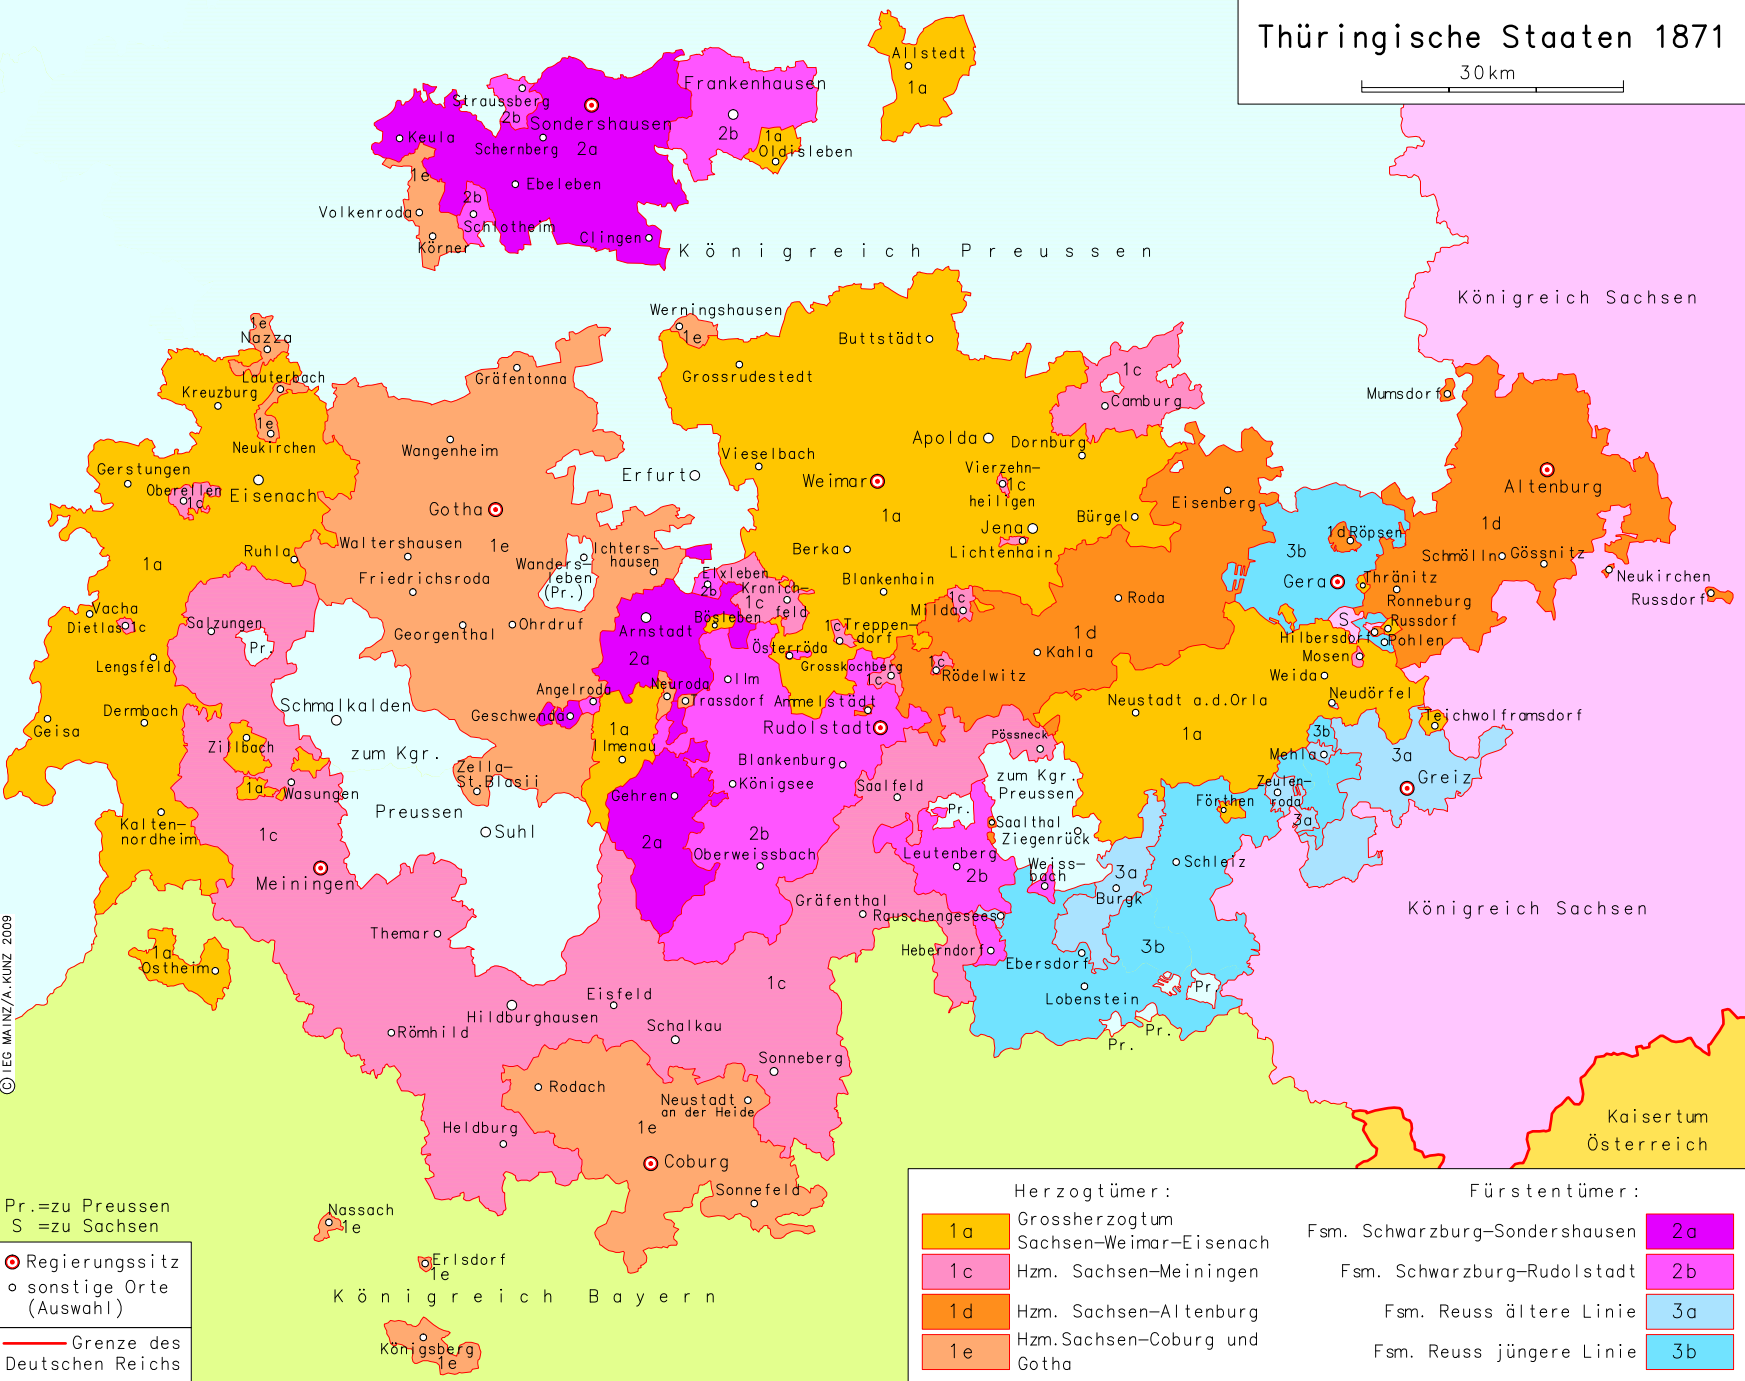 Thüringische Staaten 1871
30km
Allstedt
1a
Frankenhausen
2b
1a
Oldisleben
Straussberg
2b
Sondershausen
2a
Keula
Schernberg
Ebeleben
1e
2b
Volkenroda
Schlotheim
Körner
Clingen
Königreich Preussen
Königreich Sachsen
1e
Nazza
Lauterbach
Kreuzburg
1e
Neukirchen
Gerstungen
Oberellen
1c
Eisenach
Ruhla
1a
Vacha
Dietlas
1c
Lengsfeld
Dermbach
Geisa
Salzungen
Pr.
Zillbach
1a
Wasungen
Kalten-
nordheim
1c
Meiningen
1a
Ostheim
Werningshausen
1e
Gräfentonna
Wangenheim
Gotha
1e
Waltershausen
Friedrichsroda
Georgenthal
Ohrdruf
Wanders-
leben
(Pr.)
Ichters-
hausen
Erfurt
Grossrudestedt
Buttstädt
Vieselbach
Apolda
Dornburg
Weimar
Vierzehn-
1c
heiligen
1a
Jena
Bürgel
Lichtenhain
Berka
Blankenhain
1c
Camburg
Eisenberg
Mumsdorf
Altenburg
1d
Schmölln
Gössnitz
1d
Röpsen
3b
Gera
Thränitz
Ronneburg
Neukirchen
Russdorf
S
Russdorf
Hilbersdorf
Pohlen
Mosen
Weida
Neudörfel
Teichwolframsdorf
Roda
1d
Kahla
1c
Milda
1c
Rödelwitz
Neustadt a.d.Orla
1a
Elxleben
2b
Kranich-
1c
feld
Bösleben
Arnstadt
2a
1c
Treppen-
dorf
Österröda
Grosskochberg
1c
Ilm
Angelroda
Neuroda
Trassdorf
Ammelstädt
Geschwenda
Rudolstadt
1a
Ilmenau
Blankenburg
Königsee
Gehren
2a
2b
Oberweissbach
Saalfeld
Pössneck
zum Kgr.
Preussen
Pr.
Saalthal
Ziegenrück
Leutenberg
2b
Weiss-
bach
3a
Burgk
Schleiz
Förthen
3b
Mehla
3a
Greiz
Zeulen-
roda
3a
Schmalkalden
zum Kgr.
Preussen
Zella-
St.Blasii
Suhl
Themar
Gräfenthal
Rauschengesees
Heberndorf
Ebersdorf
3b
Lobenstein
Pr.
Pr.
Pr.
Königreich Sachsen
1c
Hildburghausen
Eisfeld
Römhild
Schalkau
Sonneberg
Rodach
Neustadt
an der Heide
Heldburg
1e
Coburg
Sonnefeld
Nassach
1e
Erlsdorf
1e
Königreich Bayern
Königsberg
1e
Kaisertum
Österreich
© IEG MAINZ/A.KUNZ 2009
Pr.=zu Preussen
S =zu Sachsen
Regierungssitz
sonstige Orte
(Auswahl)
Grenze des
Deutschen Reichs
Herzogtümer:
1a
Grossherzogtum
Sachsen-Weimar-Eisenach
1c
Hzm. Sachsen-Meiningen
1d
Hzm. Sachsen-Altenburg
1e
Hzm.Sachsen-Coburg und
Gotha
Fürstentümer:
Fsm. Schwarzburg-Sondershausen
2a
Fsm. Schwarzburg-Rudolstadt
2b
Fsm. Reuss ältere Linie
3a
Fsm. Reuss jüngere Linie
3b